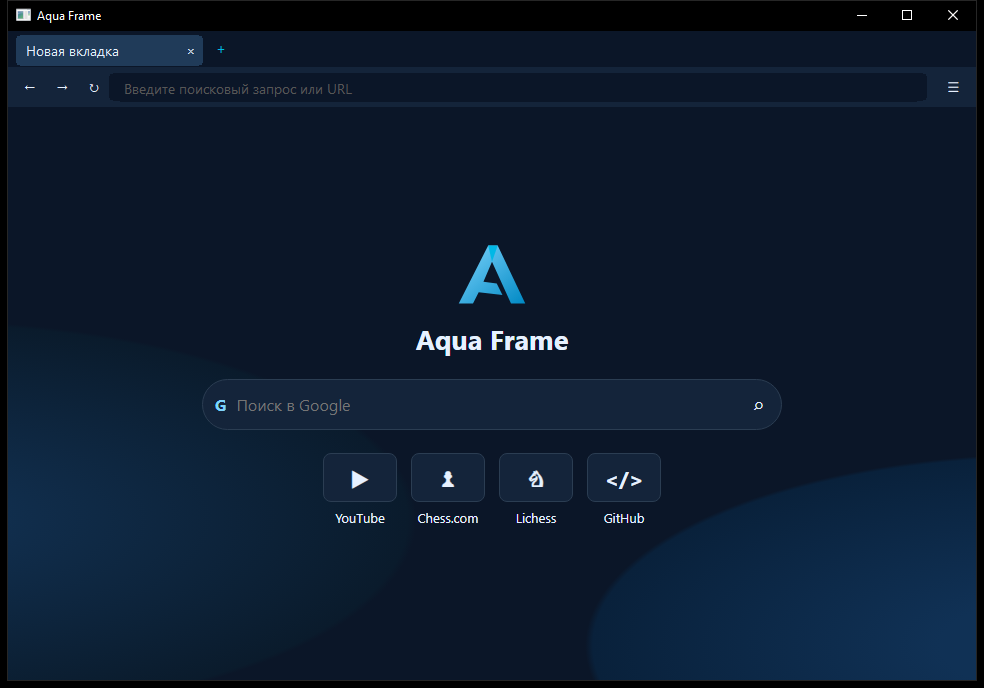 Aqua Frame
Новая вкладка × +
← → ↻ Введите поисковый запрос или URL ☰
Aqua Frame
G Поиск в Google
</>
YouTube Chess.com Lichess GitHub